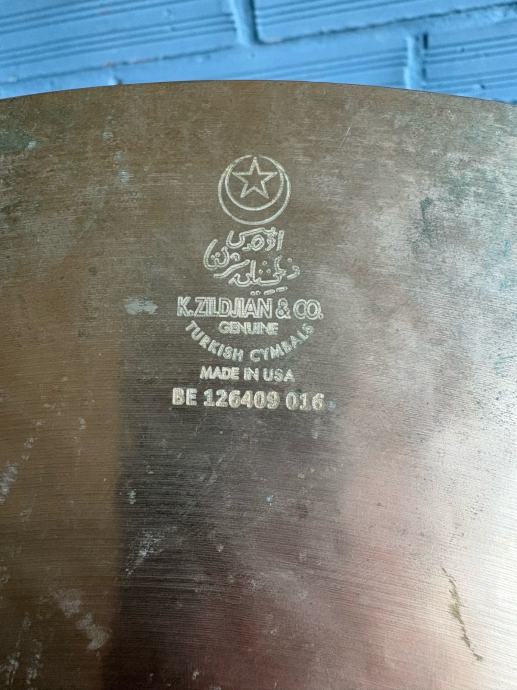 K. ZILDJIAN & CO.
GENUINE
TURKISH CYMBALS
MADE IN USA
BE 126409 016